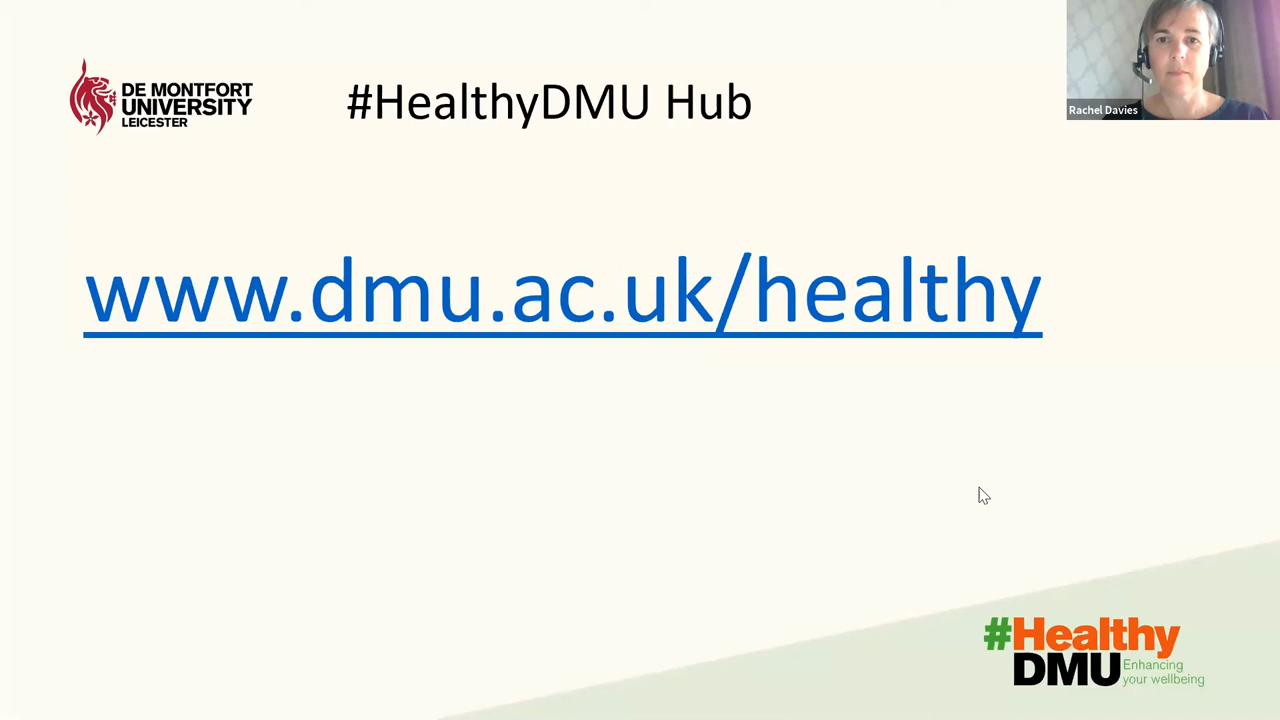 DE MONTFORT
UNIVERSITY
LEICESTER
#HealthyDMU Hub
Rachel Davies
www.dmu.ac.uk/healthy
#Healthy
DMU
Enhancing
your wellbeing